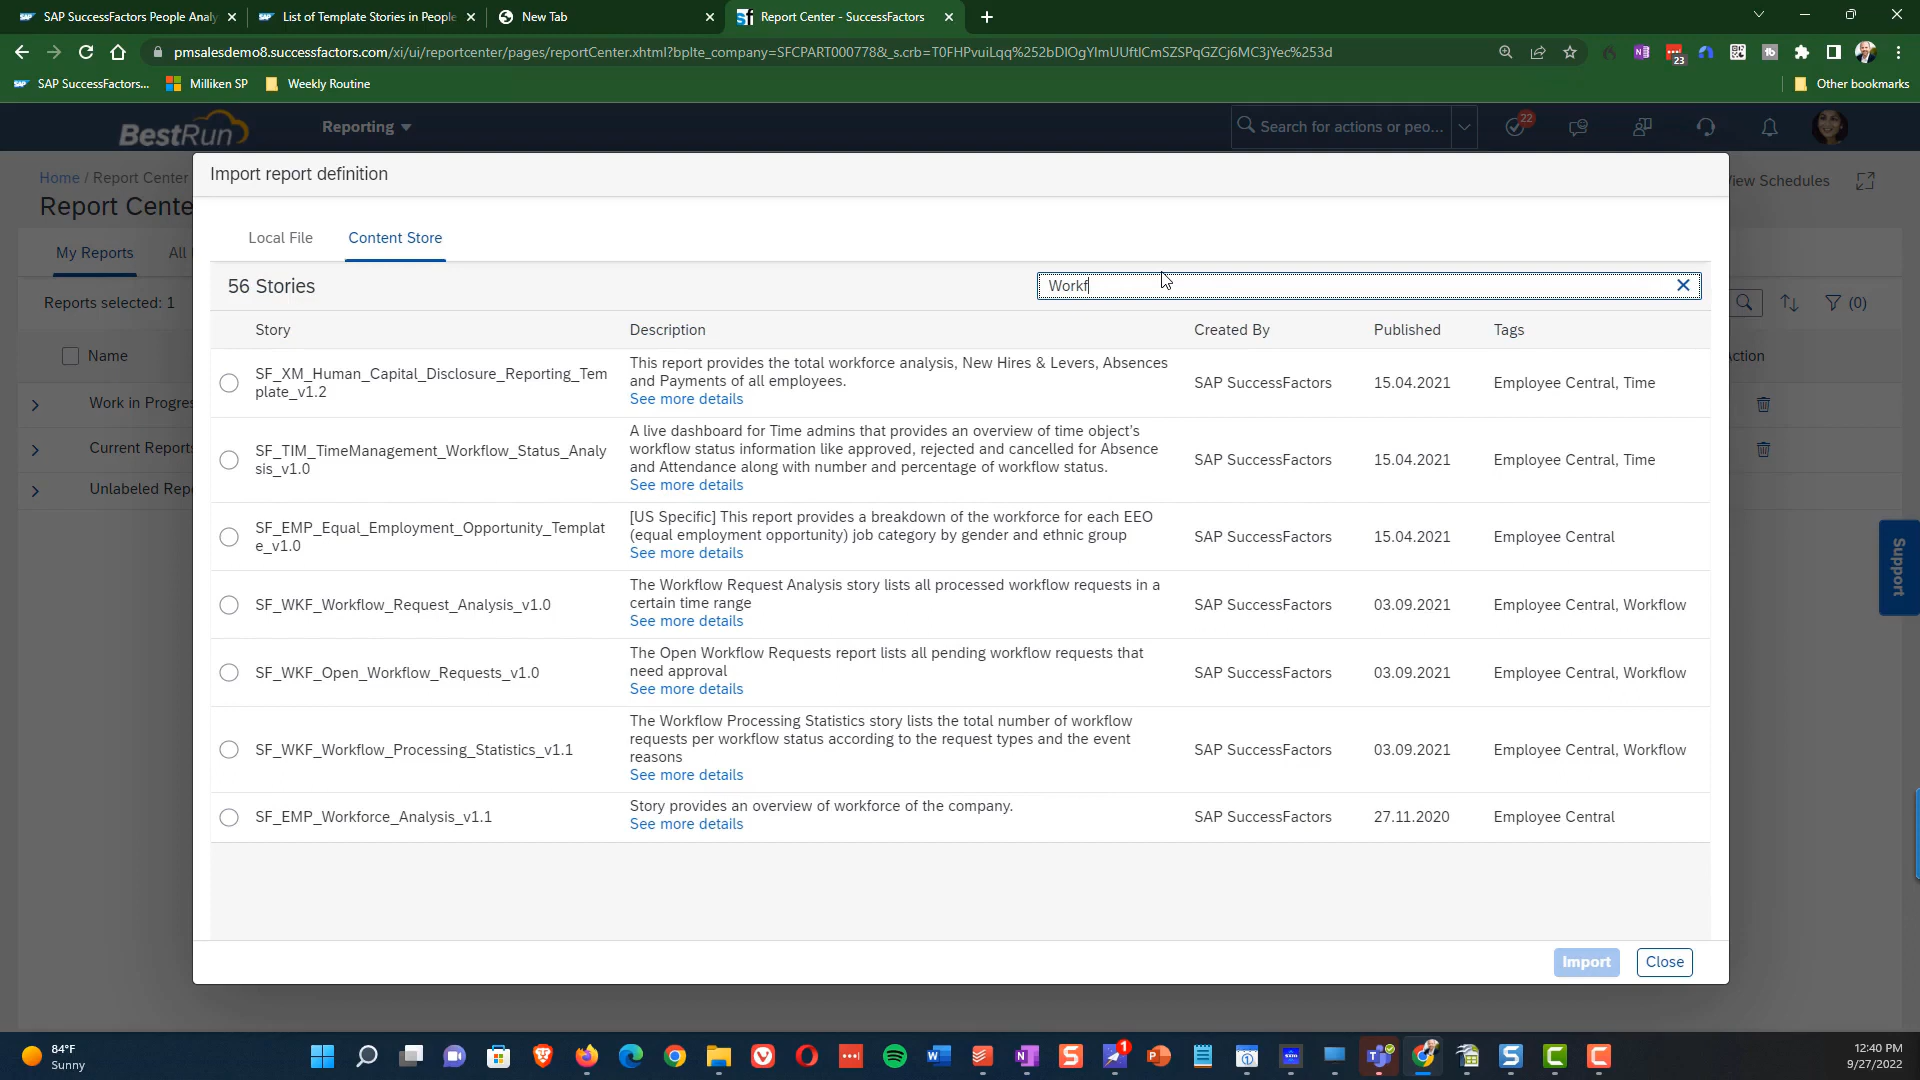 SAP SuccessFactors People Analy
List of Template Stories in People
New Tab
Report Center - SuccessFactors
pmsalesdemo8.successfactors.com/xi/ui/reportcenter/pages/reportCenter.xhtml?bplte_company=SFCPART000778&_s.crb=T0FHPvuiLqq%252bDlOgYlmUUftlCmSZSPqGZCj6MC3jYec%253d
23
SAP SuccessFactors...
Milliken SP
Weekly Routine
Other bookmarks
BestRun
Reporting
Search for actions or peo...
22
Home / Report Center
iew Schedules
Report Cente
Import report definition
Local File
Content Store
My Reports
All
56 Stories
Workf
Reports selected: 1
(0)
Story
Description
Created By
Published
Tags
Name
ction
SF_XM_Human_Capital_Disclosure_Reporting_Tem
plate_v1.2
This report provides the total workforce analysis, New Hires & Levers, Absences
and Payments of all employees.
See more details
SAP SuccessFactors
15.04.2021
Employee Central, Time
Work in Progres
Current Report
Unlabeled Rep
SF_TIM_TimeManagement_Workflow_Status_Analy
sis_v1.0
A live dashboard for Time admins that provides an overview of time object's
workflow status information like approved, rejected and cancelled for Absence
and Attendance along with number and percentage of workflow status.
See more details
SAP SuccessFactors
15.04.2021
Employee Central, Time
SF_EMP_Equal_Employment_Opportunity_Templat
e_v1.0
[US Specific] This report provides a breakdown of the workforce for each EEO
(equal employment opportunity) job category by gender and ethnic group
See more details
SAP SuccessFactors
15.04.2021
Employee Central
Support
SF_WKF_Workflow_Request_Analysis_v1.0
The Workflow Request Analysis story lists all processed workflow requests in a
certain time range
See more details
SAP SuccessFactors
03.09.2021
Employee Central, Workflow
SF_WKF_Open_Workflow_Requests_v1.0
The Open Workflow Requests report lists all pending workflow requests that
need approval
See more details
SAP SuccessFactors
03.09.2021
Employee Central, Workflow
SF_WKF_Workflow_Processing_Statistics_v1.1
The Workflow Processing Statistics story lists the total number of workflow
requests per workflow status according to the request types and the event
reasons
See more details
SAP SuccessFactors
03.09.2021
Employee Central, Workflow
SF_EMP_Workforce_Analysis_v1.1
Story provides an overview of workforce of the company.
See more details
SAP SuccessFactors
27.11.2020
Employee Central
Import
Close
84°F
Sunny
1
12:40 PM
9/27/2022